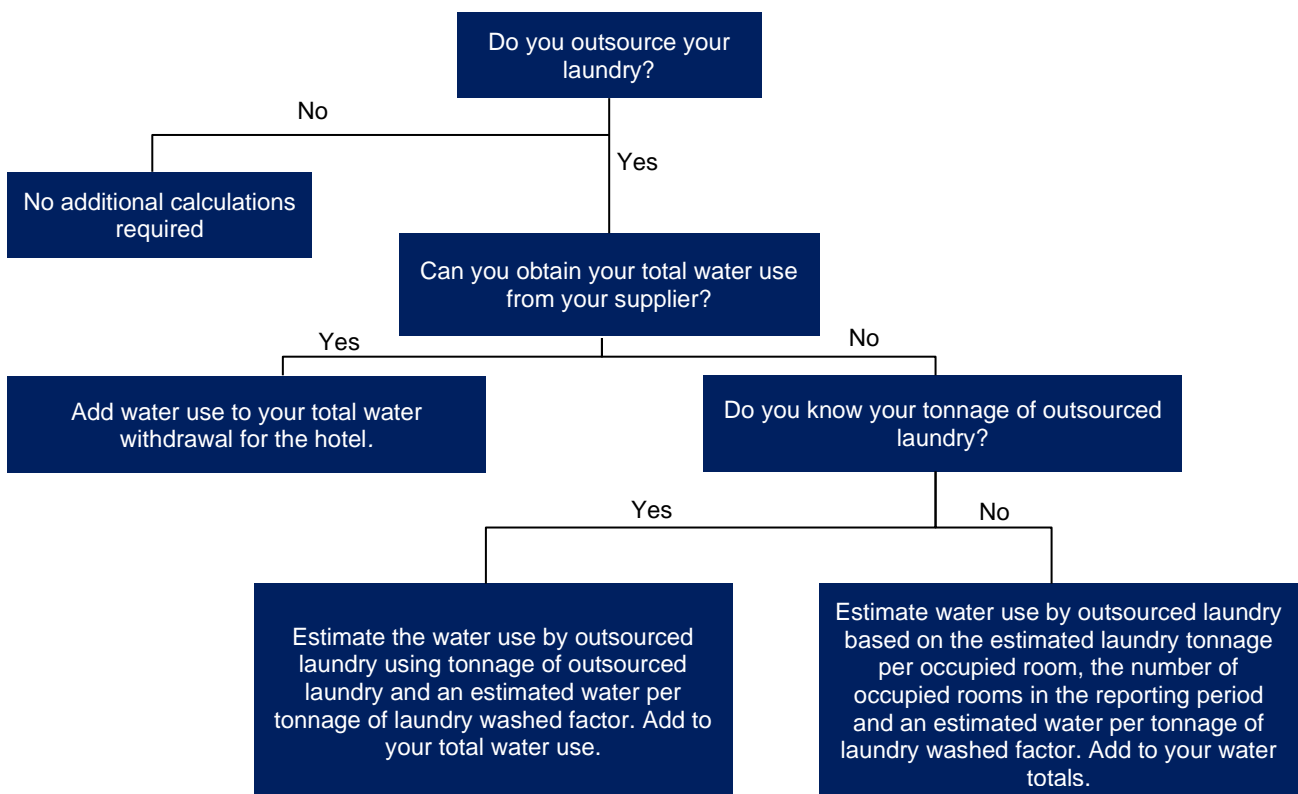 Do you outsource your
laundry?
No
Yes
No additional calculations
required
Can you obtain your total water use
from your supplier?
Yes
No
Add water use to your total water
withdrawal for the hotel.
Do you know your tonnage of outsourced
laundry?
Yes
No
Estimate the water use by outsourced
laundry using tonnage of outsourced
laundry and an estimated water per
tonnage of laundry washed factor. Add to
your total water use.
Estimate water use by outsourced laundry
based on the estimated laundry tonnage
per occupied room, the number of
occupied rooms in the reporting period
and an estimated water per tonnage of
laundry washed factor. Add to your water
totals.